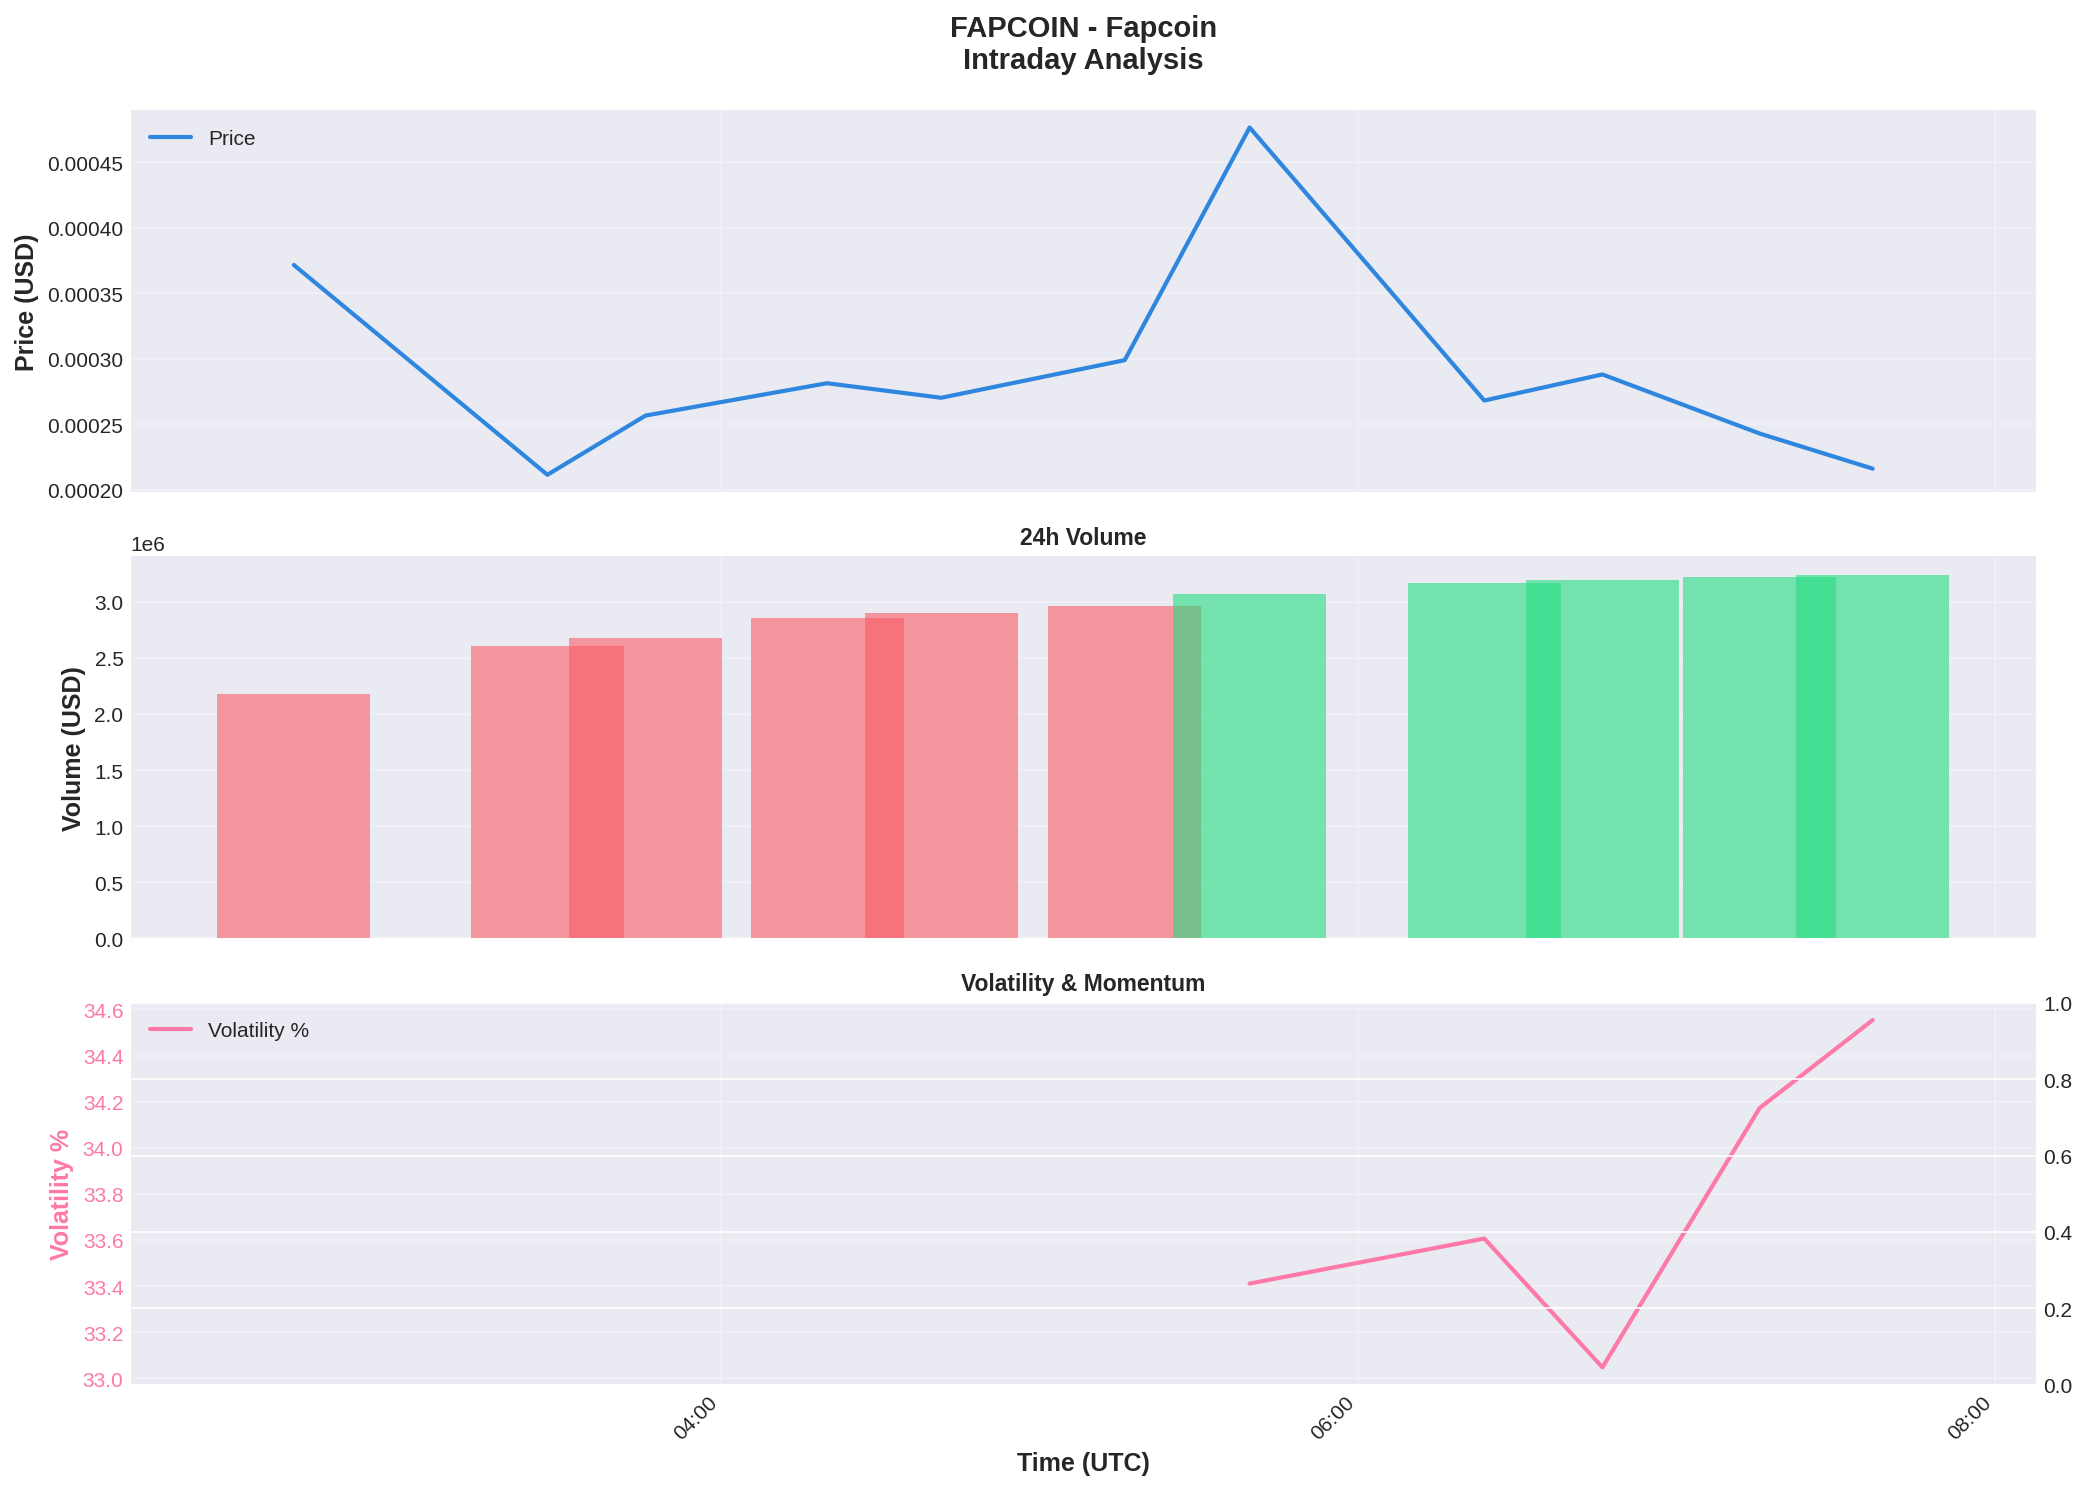 FAPCOIN - Fapcoin
Intraday Analysis
Price
Price (USD)
0.00045
0.00040
0.00035
0.00030
0.00025
0.00020
24h Volume
1e6
Volume (USD)
3.0
2.5
2.0
1.5
1.0
0.5
0.0
Volatility & Momentum
Volatility %
Volatility %
34.6
34.4
34.2
34.0
33.8
33.6
33.4
33.2
33.0
1.0
0.8
0.6
0.4
0.2
0.0
04:00
06:00
08:00
Time (UTC)